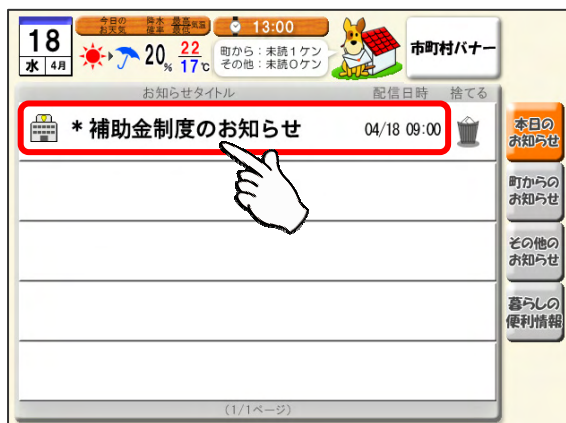 18
水 4月
今日の お天気
降水 確率
最高 最低 気温
20%
22
17℃
13:00
町から：未読1ケン
その他：未読0ケン
市町村バナー
お知らせタイトル 配信日時 捨てる
*補助金制度のお知らせ 04/18 09:00
本日の
お知らせ
町からの
お知らせ
その他の
お知らせ
暮らしの
便利情報
(1/1ページ)